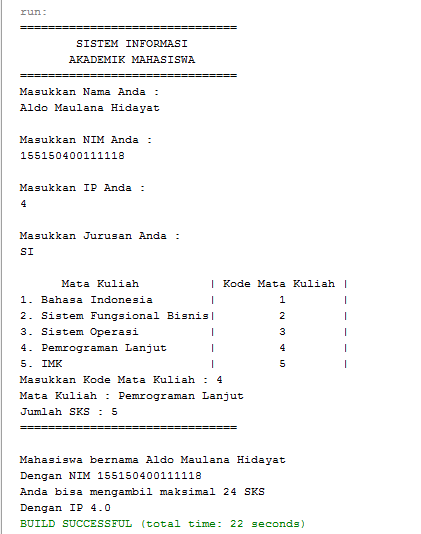 run:
===============================
SISTEM INFORMASI
AKADEMIK MAHASISWA
===============================
Masukkan Nama Anda :
Aldo Maulana Hidayat
Masukkan NIM Anda :
155150400111118
Masukkan IP Anda :
4
Masukkan Jurusan Anda :
SI
Mata Kuliah | Kode Mata Kuliah |
1. Bahasa Indonesia | 1 |
2. Sistem Fungsional Bisnis| 2 |
3. Sistem Operasi | 3 |
4. Pemrograman Lanjut | 4 |
5. IMK | 5 |
Masukkan Kode Mata Kuliah : 4
Mata Kuliah : Pemrograman Lanjut
Jumlah SKS : 5
===============================
Mahasiswa bernama Aldo Maulana Hidayat
Dengan NIM 155150400111118
Anda bisa mengambil maksimal 24 SKS
Dengan IP 4.0
BUILD SUCCESSFUL (total time: 22 seconds)